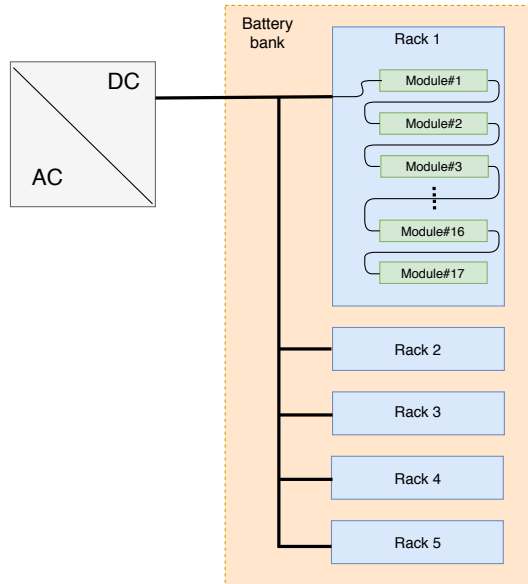 Battery
bank
DC
AC
Rack 1
Module#1
Module#2
Module#3
Module#16
Module#17
Rack 2
Rack 3
Rack 4
Rack 5